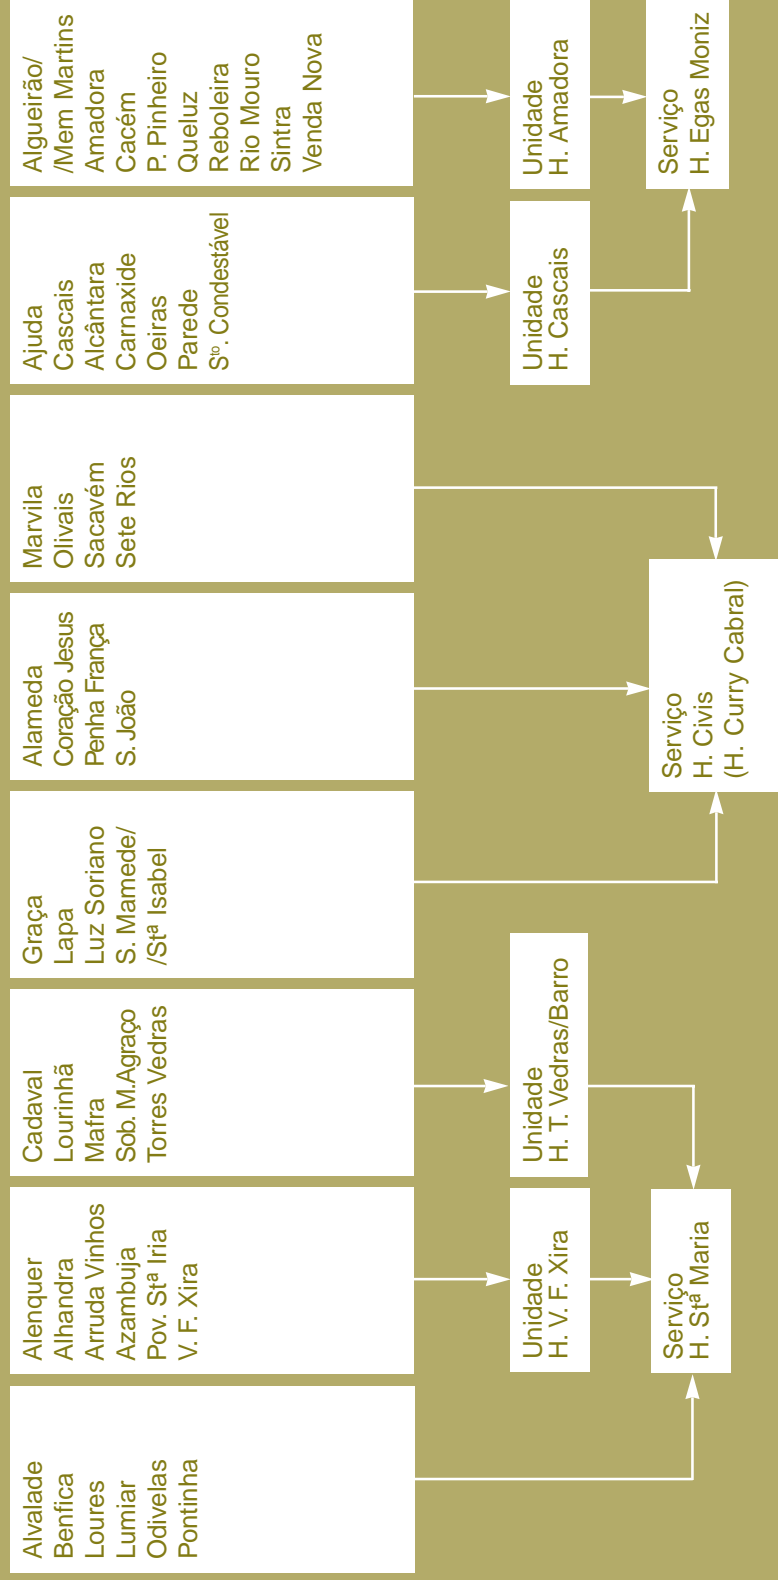 Alvalade
Benfica
Loures
Lumiar
Odivelas
Pontinha
Alenquer
Alhandra
Arruda Vinhos
Azambuja
Pov. Stª Iria
V. F. Xira
Cadaval
Lourinhã
Mafra
Sob. M.Agraço
Torres Vedras
Graça
Lapa
Luz Soriano
S. Mamede/
/Stª Isabel
Alameda
Coração Jesus
Penha França
S. João
Marvila
Olivais
Sacavém
Sete Rios
Ajuda
Cascais
Alcântara
Carnaxide
Oeiras
Parede
Sto. Condestável
Algueirão/
/Mem Martins
Amadora
Cacém
P. Pinheiro
Queluz
Reboleira
Rio Mouro
Sintra
Venda Nova
Unidade
H. V. F. Xira
Unidade
H. T. Vedras/Barro
Unidade
H. Cascais
Unidade
H. Amadora
Serviço
H. Stª Maria
Serviço
H. Civis
(H. Curry Cabral)
Serviço
H. Egas Moniz